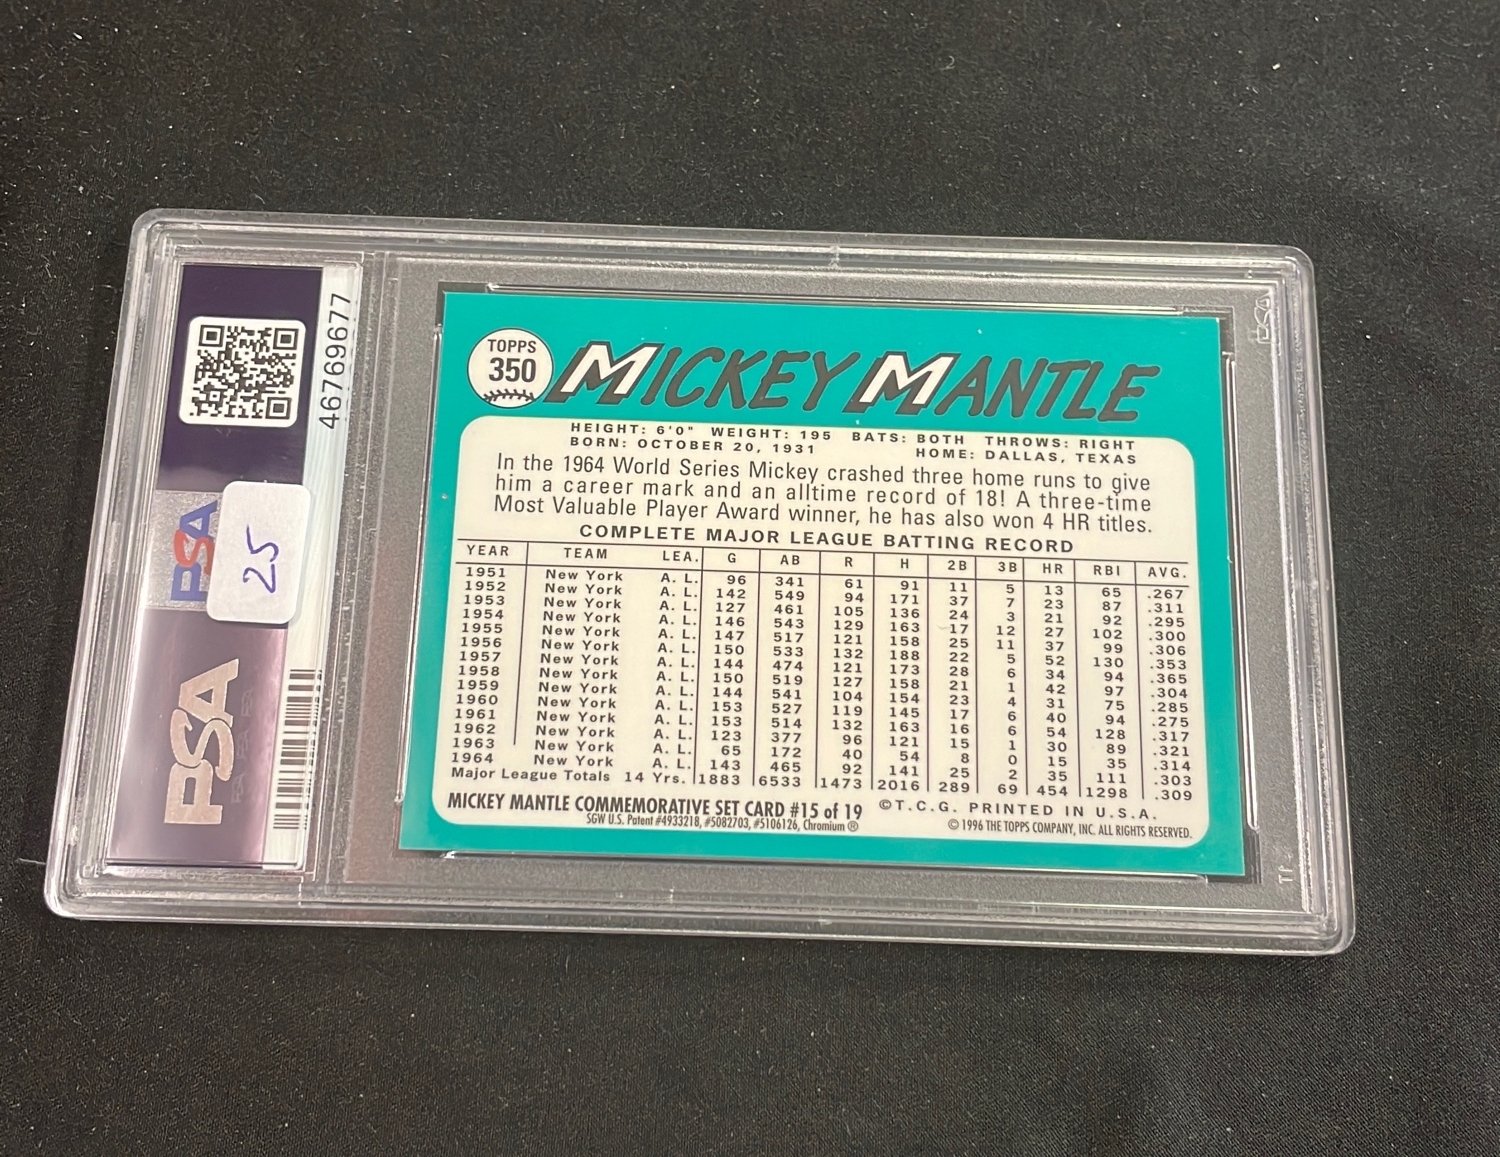 46769677
PSA
25
PSA
TOPPS
350
MICKEY MANTLE
HEIGHT: 6'0" WEIGHT: 195 BATS: BOTH THROWS: RIGHT
BORN: OCTOBER 20, 1931 HOME: DALLAS, TEXAS
In the 1964 World Series Mickey crashed three home runs to give
him a career mark and an alltime record of 18! A three-time
Most Valuable Player Award winner, he has also won 4 HR titles.
COMPLETE MAJOR LEAGUE BATTING RECORD
YEAR TEAM LEA. G AB R H 2B 3B HR RBI AVG.
1951 New York A. L. 96 341 61 91 11 5 13 65 .267
1952 New York A. L. 142 549 94 171 37 7 23 87 .311
1953 New York A. L. 127 461 105 136 24 3 21 92 .295
1954 New York A. L. 146 543 129 163 17 12 27 102 .300
1955 New York A. L. 147 517 121 158 25 11 37 99 .306
1956 New York A. L. 150 533 132 188 22 5 52 130 .353
1957 New York A. L. 144 474 121 173 28 6 34 94 .365
1958 New York A. L. 150 519 127 158 21 1 42 97 .304
1959 New York A. L. 144 541 104 154 23 4 31 75 .285
1960 New York A. L. 153 527 119 145 17 6 40 94 .275
1961 New York A. L. 153 514 132 163 16 6 54 128 .317
1962 New York A. L. 123 377 96 121 15 1 30 89 .321
1963 New York A. L. 65 172 40 54 8 0 15 35 .314
1964 New York A. L. 143 465 92 141 25 2 35 111 .303
Major League Totals 14 Yrs. 1883 6533 1473 2016 289 69 454 1298 .309
MICKEY MANTLE COMMEMORATIVE SET CARD #15 of 19 ©T.C.G. PRINTED IN U.S.A.
SGW U.S. Patent #4933218, #5082703, #5106126, Chromium ® © 1996 THE TOPPS COMPANY, INC. ALL RIGHTS RESERVED.